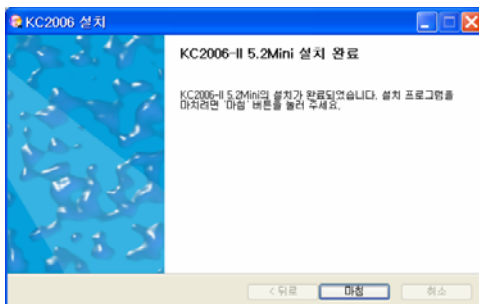 KC2006 설치
KC2006-II 5.2Mini 설치 완료
KC2006-II 5.2Mini의 설치가 완료되었습니다. 설치 프로그램을
마치려면 '마침' 버튼을 눌러 주세요.
< 뒤로 마침 취소